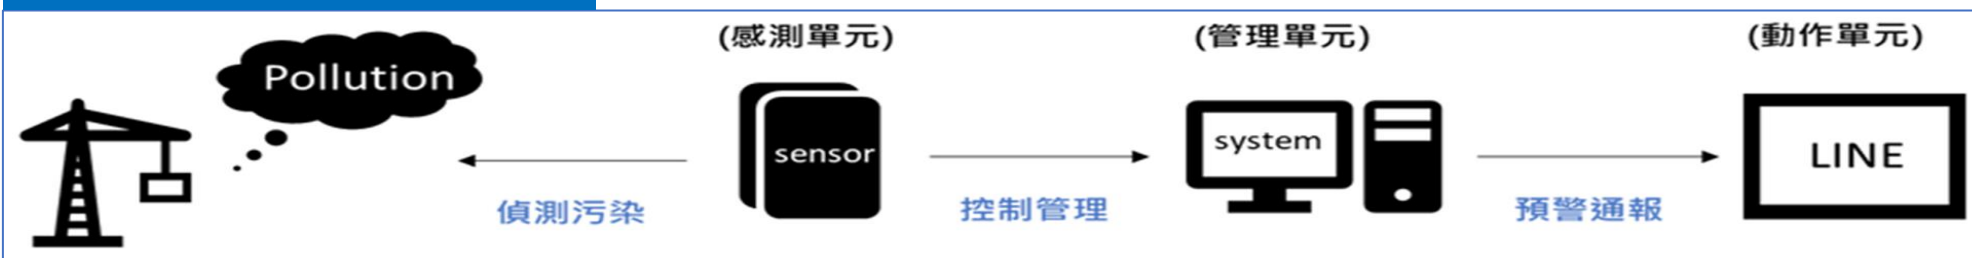 (感測單元)
(管理單元)
(動作單元)
Pollution
sensor
system
LINE
偵測污染
控制管理
預警通報